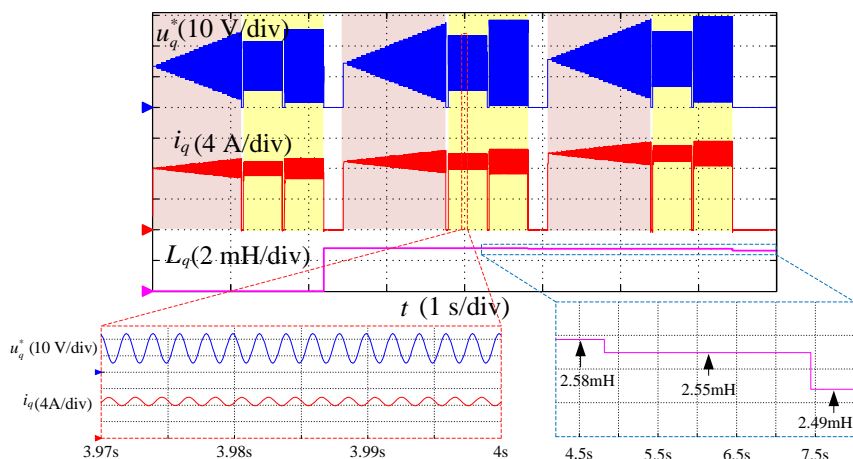 u_q^* (10 V/div)
i_q (4 A/div)
L_q (2 mH/div)
t (1 s/div)
u_q^* (10 V/div)
i_q(4A/div)
3.97s 3.98s 3.99s 4s
2.58mH
2.55mH
2.49mH
4.5s 5.5s 6.5s 7.5s